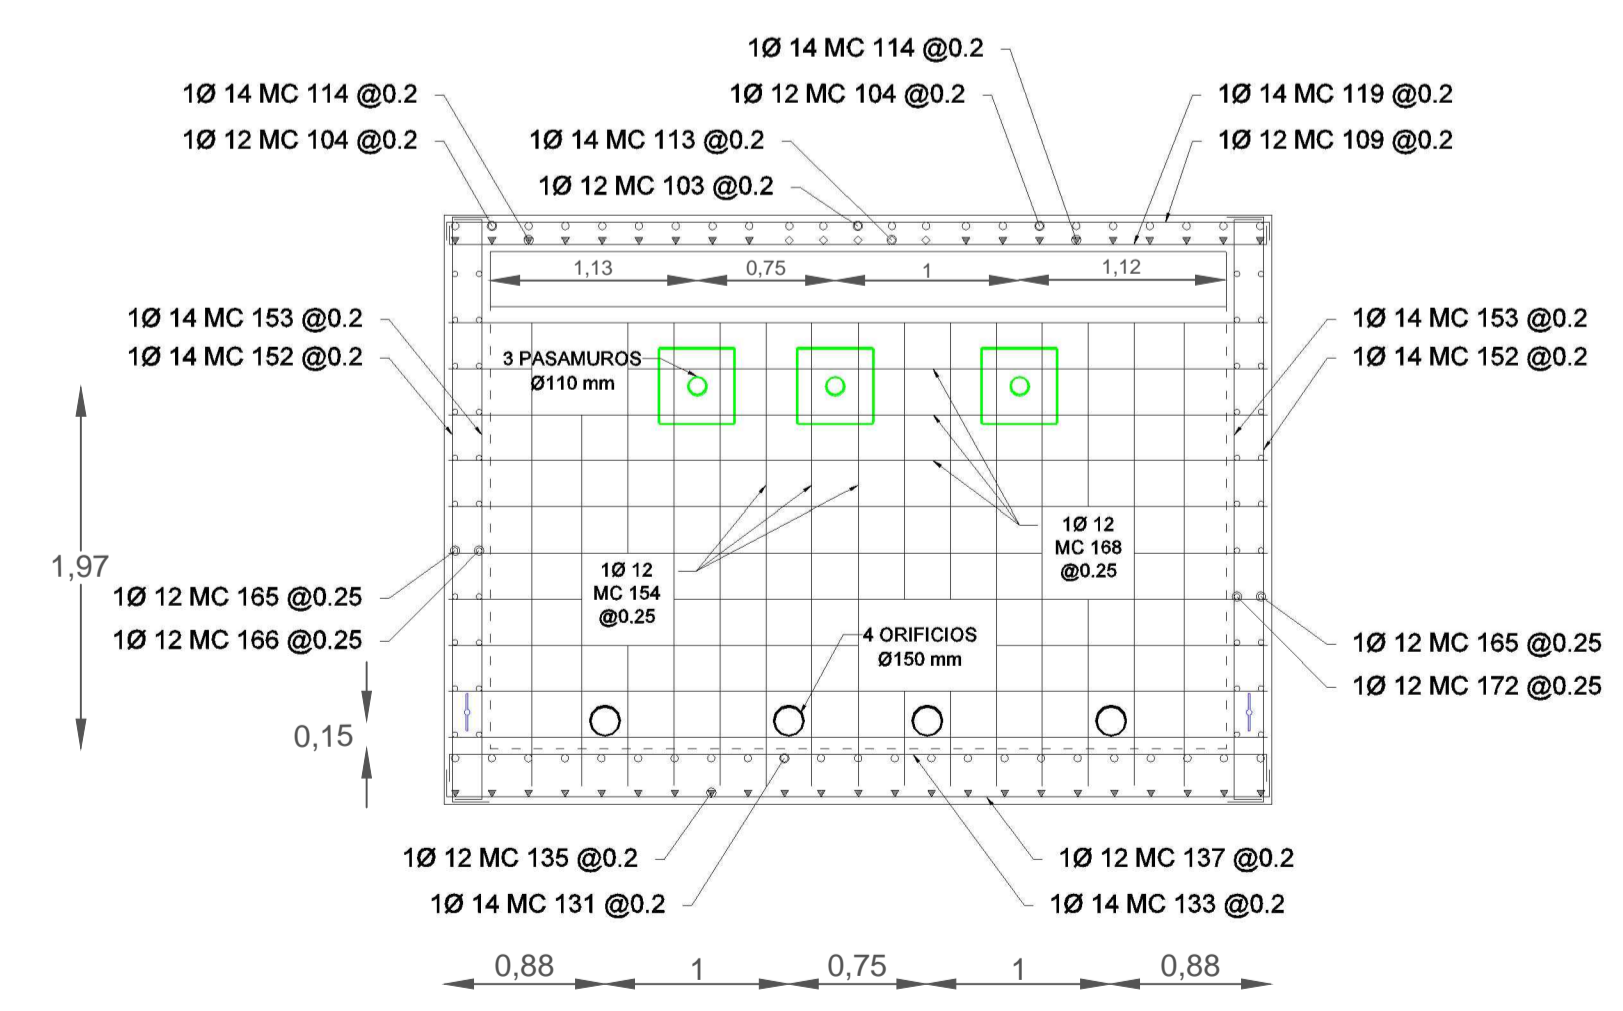 1Ø 14 MC 114 @0.2
1Ø 14 MC 114 @0.2
1Ø 12 MC 104 @0.2
1Ø 14 MC 119 @0.2
1Ø 12 MC 104 @0.2
1Ø 14 MC 113 @0.2
1Ø 12 MC 109 @0.2
1Ø 12 MC 103 @0.2
1,13
0,75
1
1,12
1Ø 14 MC 153 @0.2
1Ø 14 MC 152 @0.2
3 PASAMUROS
Ø110 mm
1Ø 14 MC 153 @0.2
1Ø 14 MC 152 @0.2
1,97
1Ø 12
MC 168
@0.25
1Ø 12
MC 154
@0.25
1Ø 12 MC 165 @0.25
1Ø 12 MC 166 @0.25
4 ORIFICIOS
Ø150 mm
1Ø 12 MC 165 @0.25
1Ø 12 MC 172 @0.25
0,15
1Ø 12 MC 135 @0.2
1Ø 14 MC 131 @0.2
1Ø 12 MC 137 @0.2
1Ø 14 MC 133 @0.2
0,88
1
0,75
1
0,88